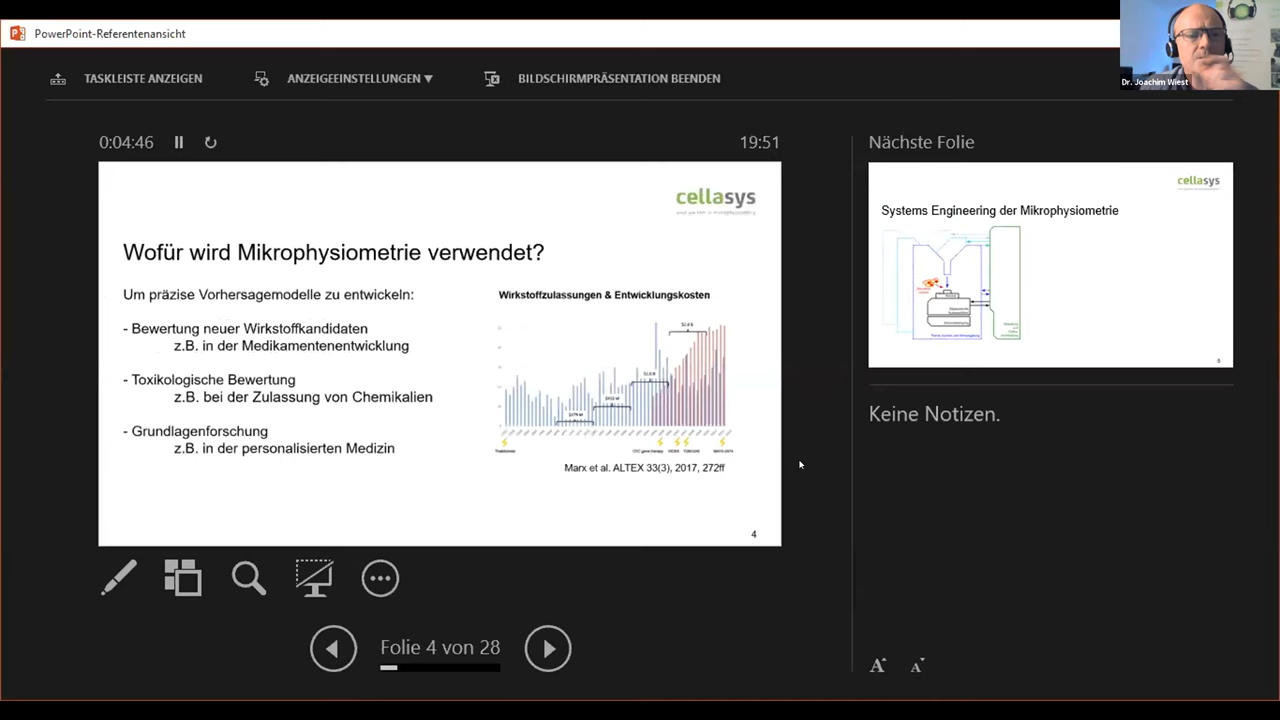 PowerPoint-Referentenansicht
Dr. Joachim Wiest
TASKLEISTE ANZEIGEN
ANZEIGEEINSTELLUNGEN ▼
BILDSCHIRMPRÄSENTATION BEENDEN
0:04:46
19:51
cellasys
Wofür wird Mikrophysiometrie verwendet?
Um präzise Vorhersagemodelle zu entwickeln:
- Bewertung neuer Wirkstoffkandidaten
z.B. in der Medikamentenentwicklung
- Toxikologische Bewertung
z.B. bei der Zulassung von Chemikalien
- Grundlagenforschung
z.B. in der personalisierten Medizin
Wirkstoffzulassungen & Entwicklungskosten
Marx et al. ALTEX 33(3), 2017, 272ff
4
Nächste Folie
cellasys
Systems Engineering der Mikrophysiometrie
Keine Notizen.
Folie 4 von 28
A A